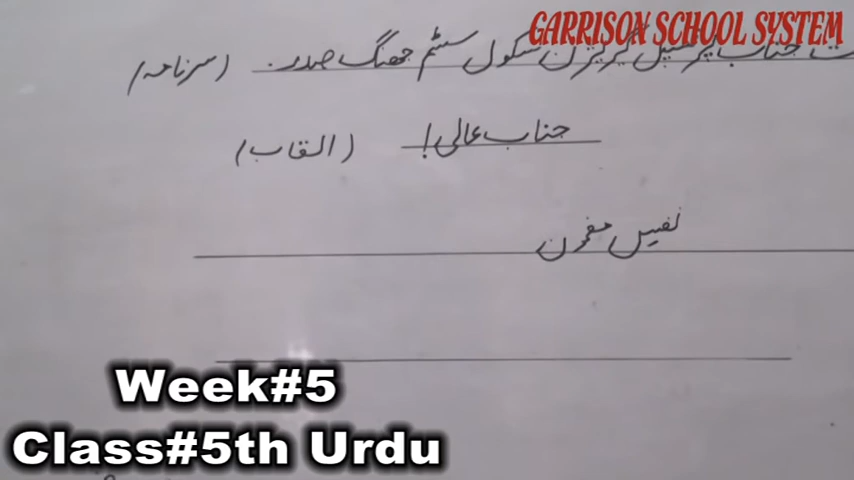 GARRISON SCHOOL SYSTEM
جناب پرنسپل گریژن سکول سسٹم جھنگ صدر۔ (سرنامہ)
جناب عالی! (القاب)
نفس مضمون
Week#5
Class#5th Urdu